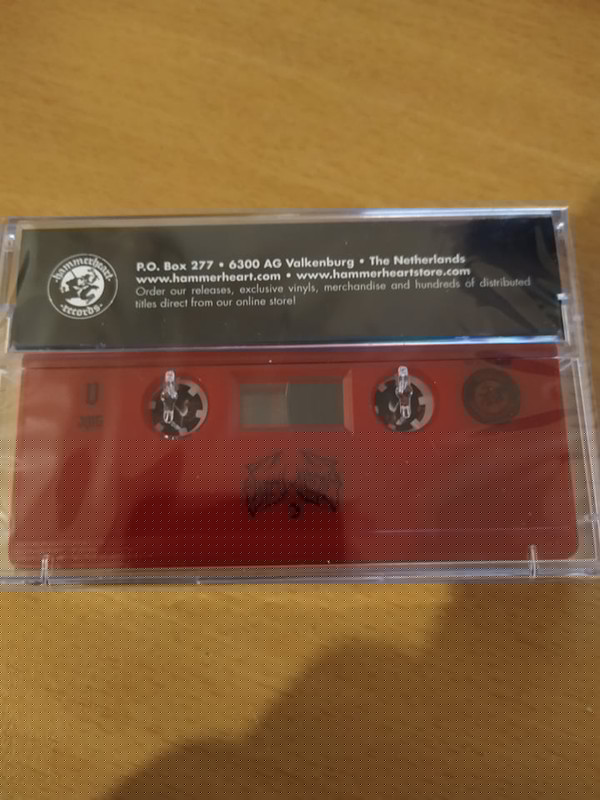 hammerheart
records
P.O. Box 277 • 6300 AG Valkenburg • The Netherlands
www.hammerheart.com • www.hammerheartstore.com
Order our releases, exclusive vinyls, merchandise and hundreds of distributed
titles direct from our online store!